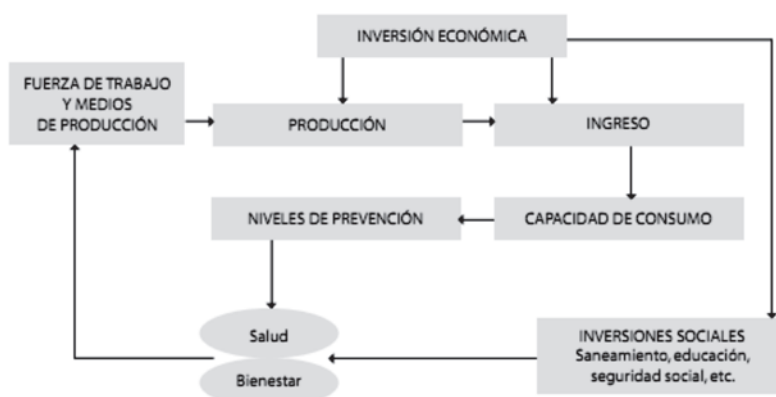 INVERSIÓN ECONÓMICA
FUERZA DE TRABAJO
Y MEDIOS
DE PRODUCCIÓN
PRODUCCIÓN
INGRESO
NIVELES DE PREVENCIÓN
CAPACIDAD DE CONSUMO
Salud
Bienestar
INVERSIONES SOCIALES
Saneamiento, educación,
seguridad social, etc.